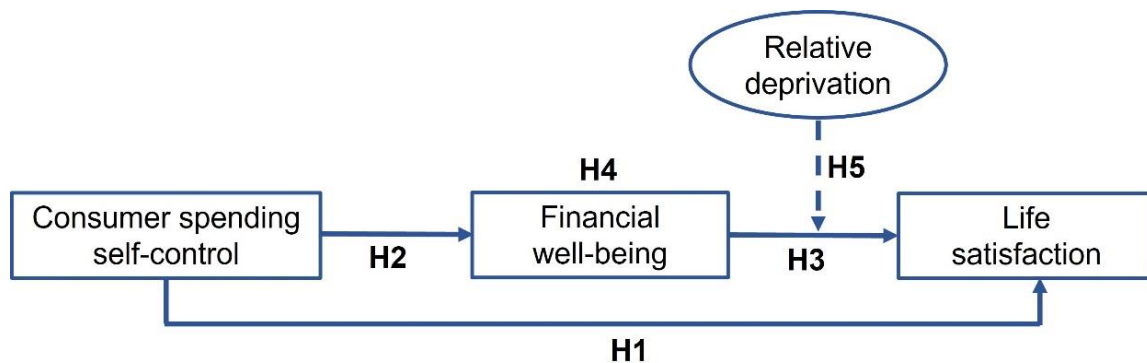 Relative
deprivation
H4
H5
Consumer spending
self-control
H2
Financial
well-being
H3
Life
satisfaction
H1